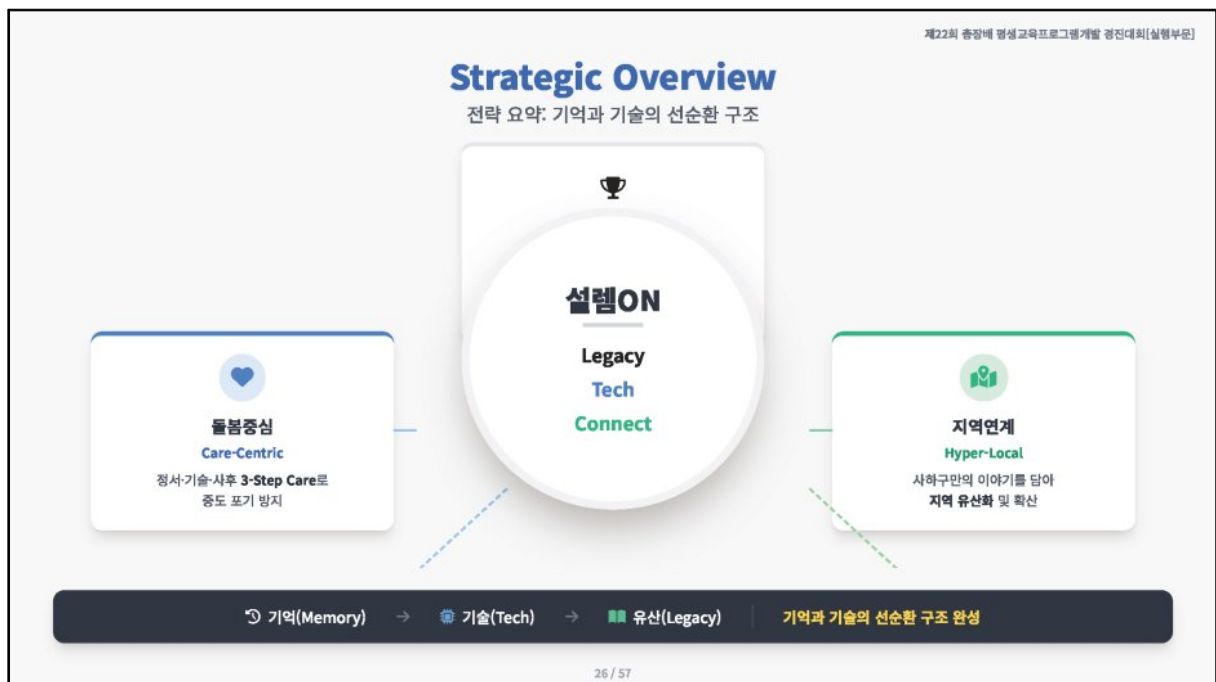 제22회 총장배 평생교육프로그램개발 경진대회[실행부문]
Strategic Overview
전략 요약: 기억과 기술의 선순환 구조
설렘ON
Legacy
Tech
Connect
돌봄중심
Care-Centric
정서·기술·사후 3-Step Care로
중도 포기 방지
지역연계
Hyper-Local
사하구만의 이야기를 담아
지역 유산화 및 확산
기억(Memory) → 기술(Tech) → 유산(Legacy) 기억과 기술의 선순환 구조 완성
26 / 57